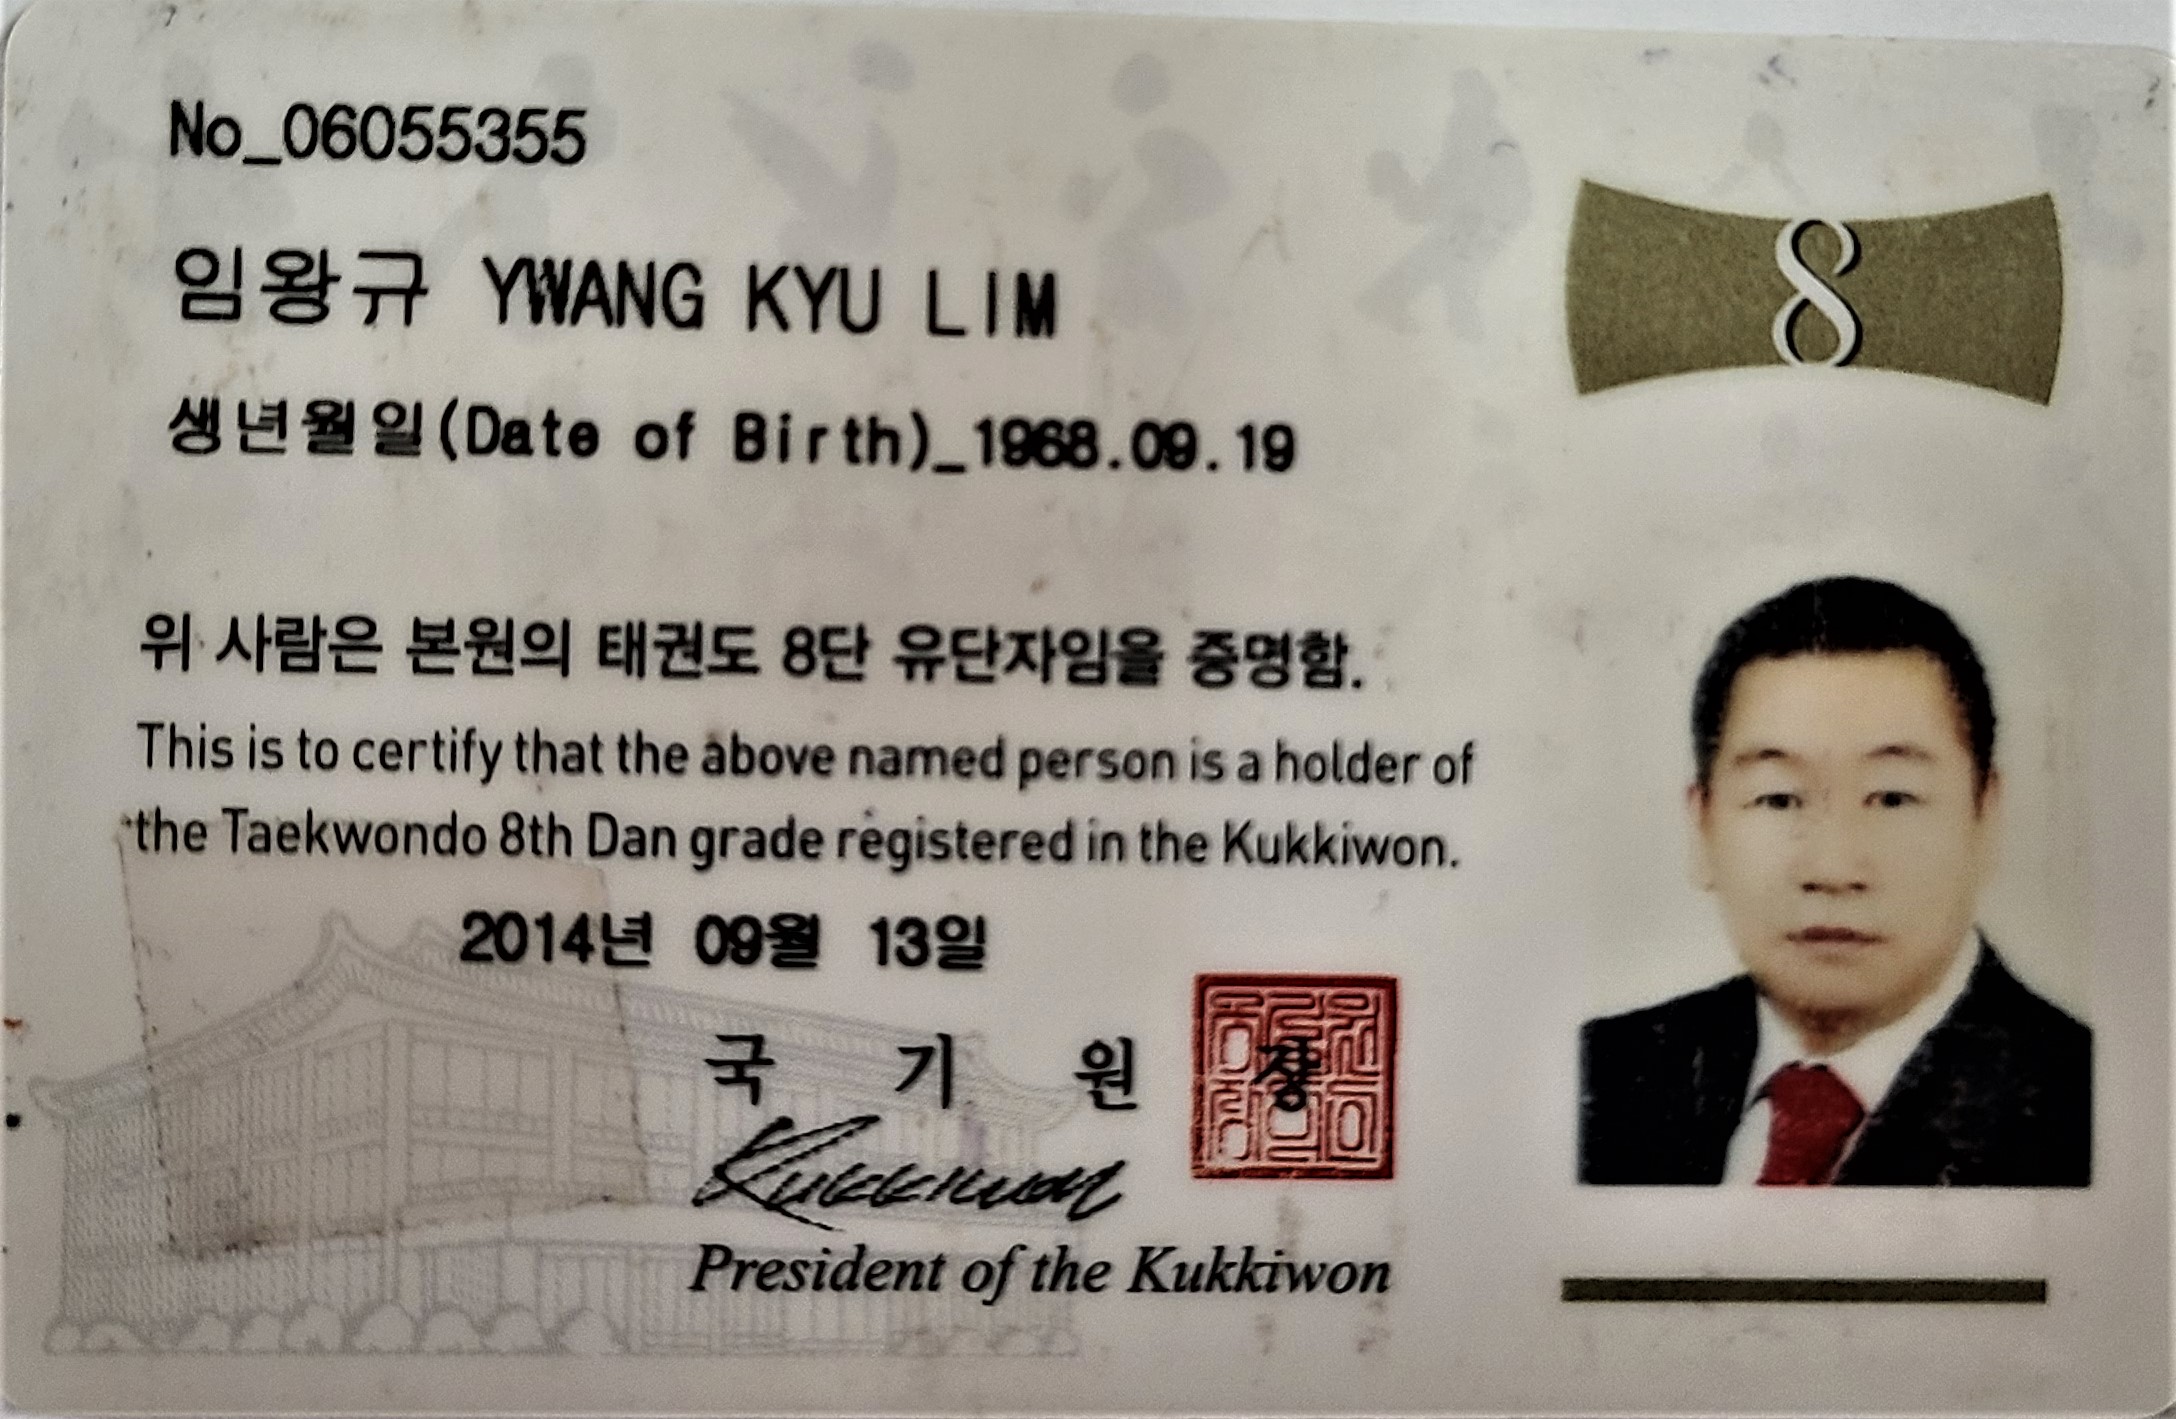 No_06055355
8
임왕규 YWANG KYU LIM
생년월일(Date of Birth)_1968.09.19
위 사람은 본원의 태권도 8단 유단자임을 증명함.
This is to certify that the above named person is a holder of
the Taekwondo 8th Dan grade registered in the Kukkiwon.
2014년 09월 13일
국 기 원 장
Kukkiwon
President of the Kukkiwon